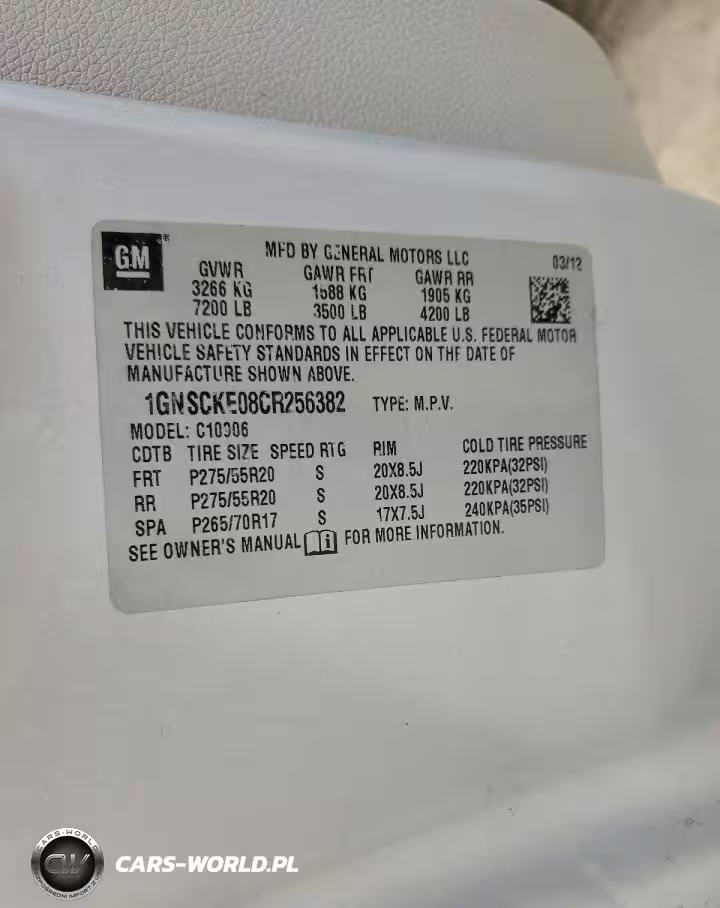 GM
MFD BY GENERAL MOTORS LLC
03/12
GVWR GAWR FRT GAWR RR
3266 KG 1588 KG 1905 KG
7200 LB 3500 LB 4200 LB
THIS VEHICLE CONFORMS TO ALL APPLICABLE U.S. FEDERAL MOTOR
VEHICLE SAFETY STANDARDS IN EFFECT ON THE DATE OF
MANUFACTURE SHOWN ABOVE.
1GNSCKE08CR256382 TYPE: M.P.V.
MODEL: C10906
CDTB TIRE SIZE SPEED RTG RIM COLD TIRE PRESSURE
FRT P275/55R20 S 20X8.5J 220KPA(32PSI)
RR P275/55R20 S 20X8.5J 220KPA(32PSI)
SPA P265/70R17 S 17X7.5J 240KPA(35PSI)
SEE OWNER'S MANUAL i FOR MORE INFORMATION.
CARS-WORLD
CW
CARS-WORLD.PL